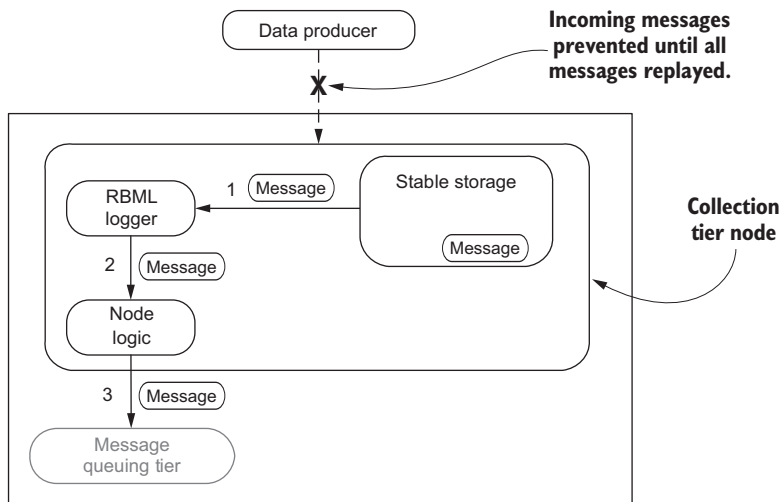 Data producer
Incoming messages
prevented until all
messages replayed.
X
RBML
logger
1
Message
Stable storage
Message
Collection
tier node
2
Message
Node
logic
3
Message
Message
queuing tier